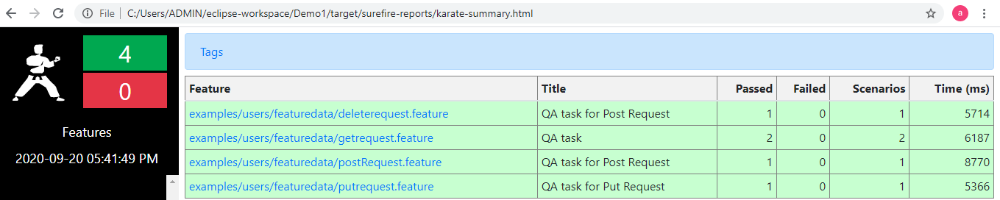 File | C:/Users/ADMIN/eclipse-workspace/Demo1/target/surefire-reports/karate-summary.html a
4
0
Features
2020-09-20 05:41:49 PM
Tags
Feature Title Passed Failed Scenarios Time (ms)
examples/users/featuredata/deleterequest.feature QA task for Post Request 1 0 1 5714
examples/users/featuredata/getrequest.feature QA task 2 0 2 6187
examples/users/featuredata/postRequest.feature QA task for Post Request 1 0 1 8770
examples/users/featuredata/putrequest.feature QA task for Put Request 1 0 1 5366